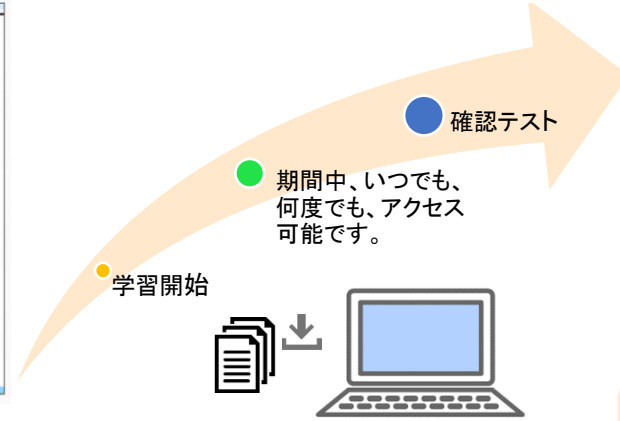 確認テスト
期間中、いつでも、
何度でも、アクセス
可能です。
学習開始